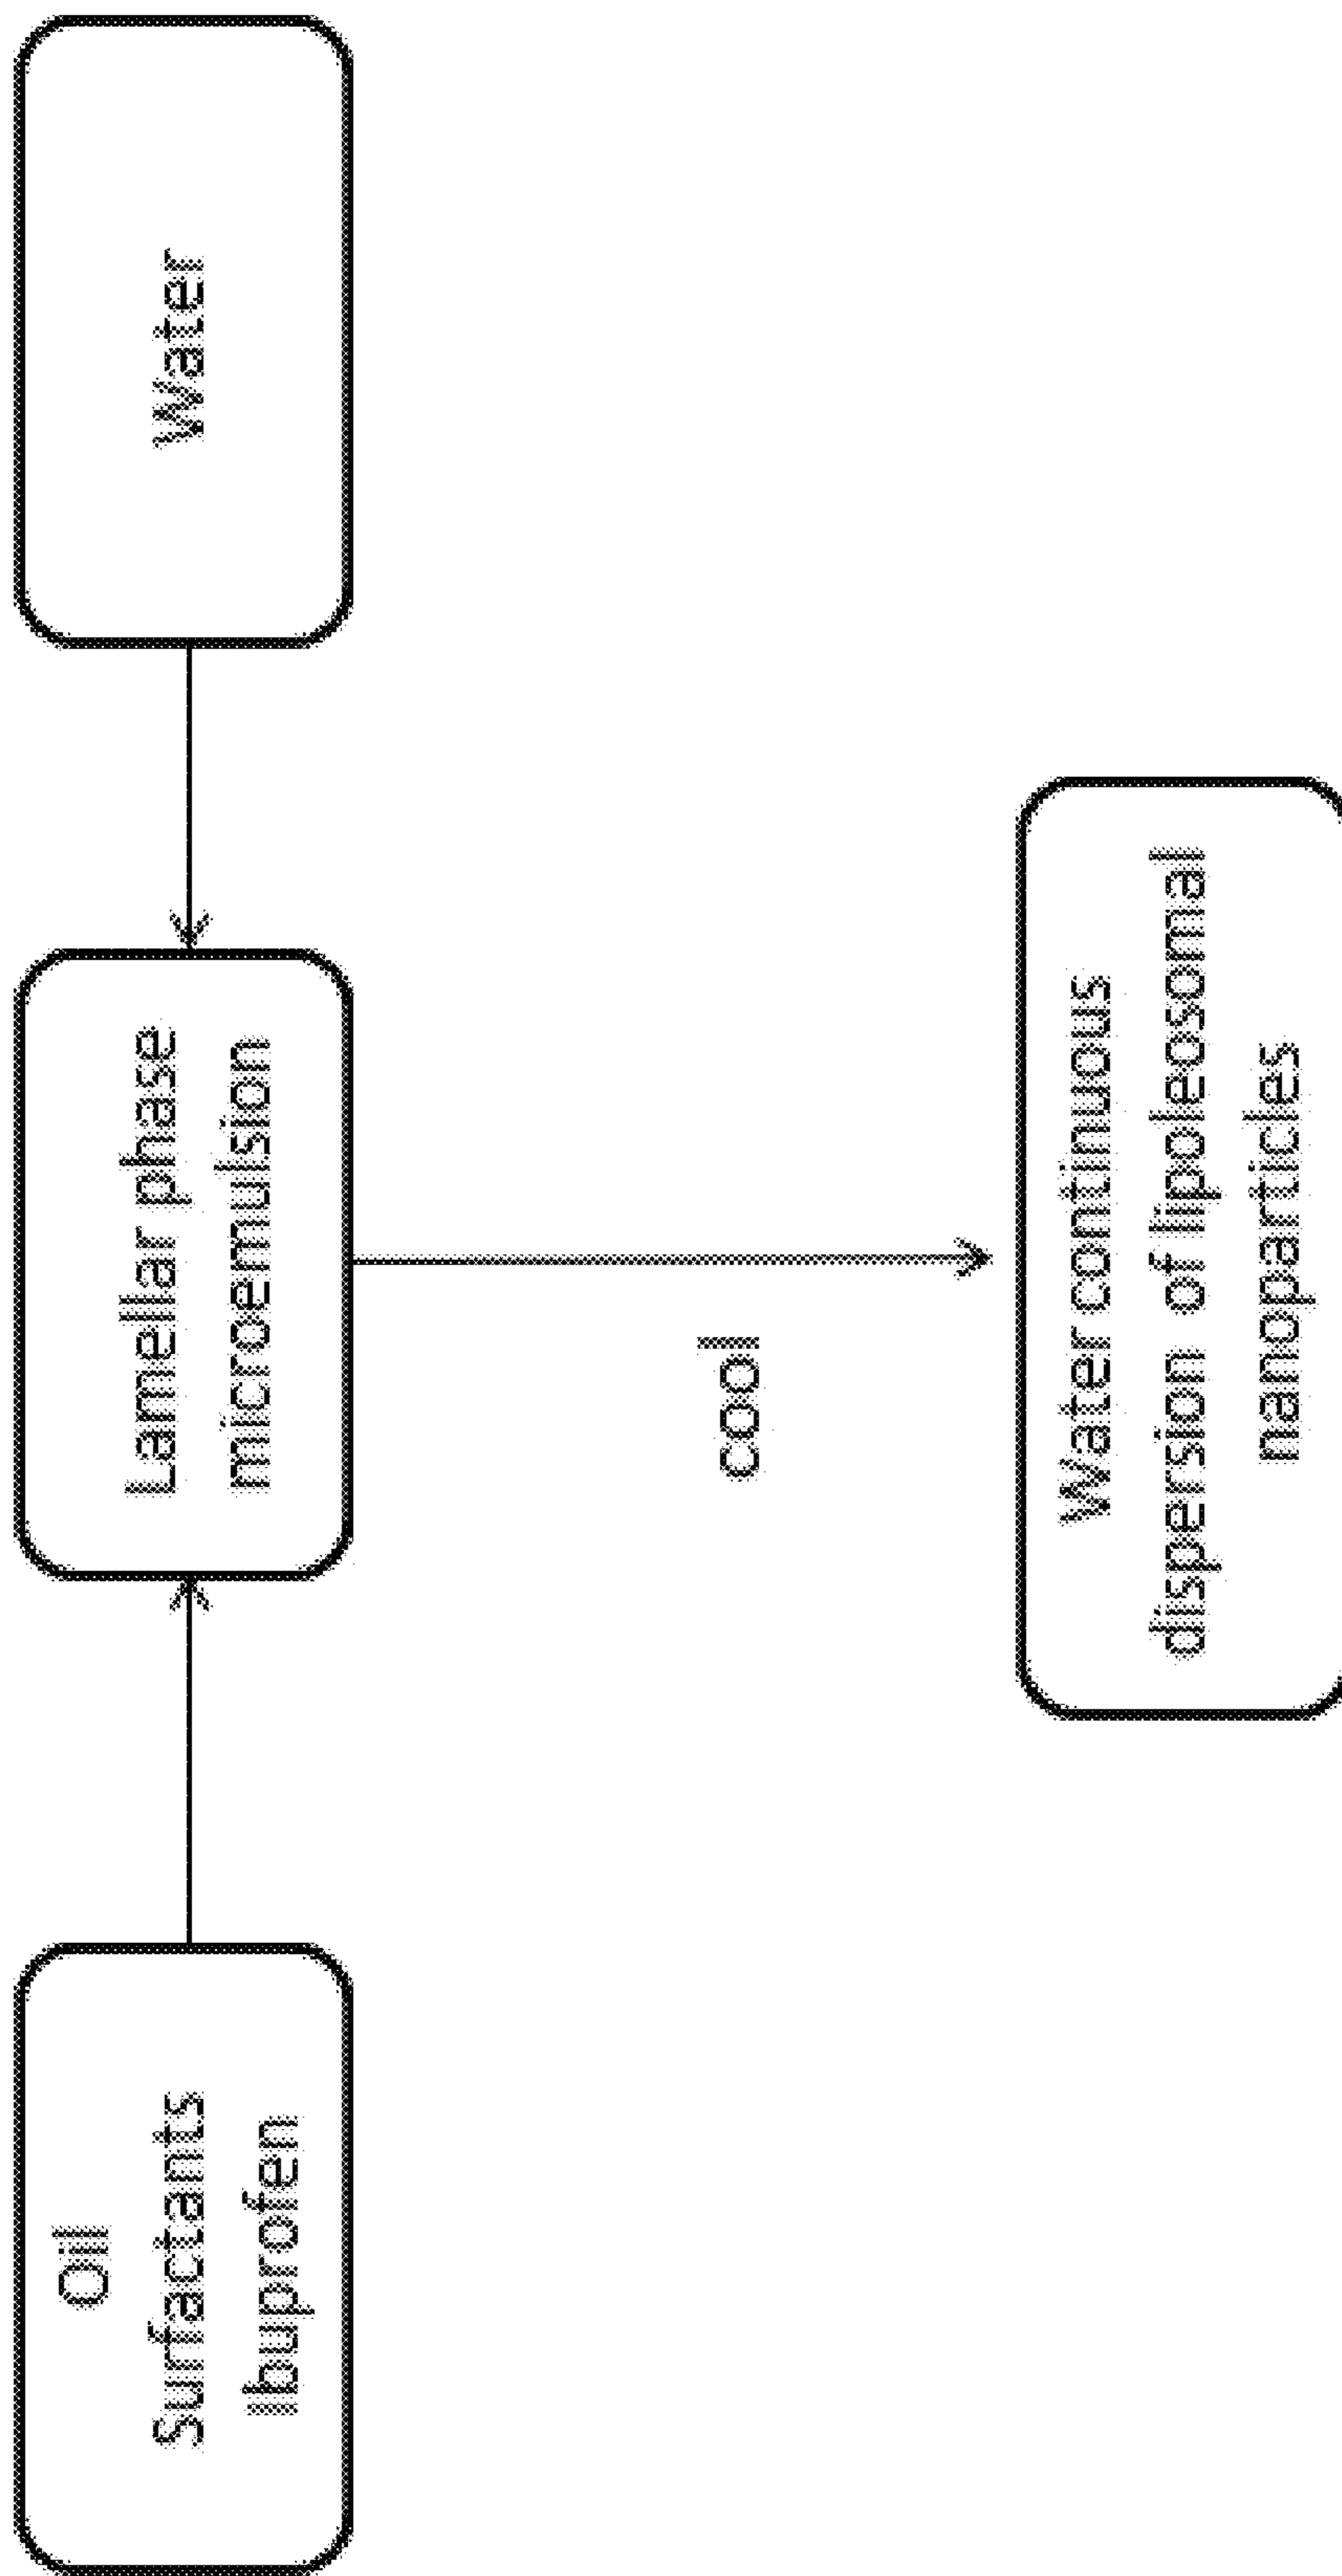 Oil
Surfactants
Ibuprofen
Lamellar phase
microemulsion
Water
cool
Water continuous
dispersion of lipoleosomal
nanoparticles